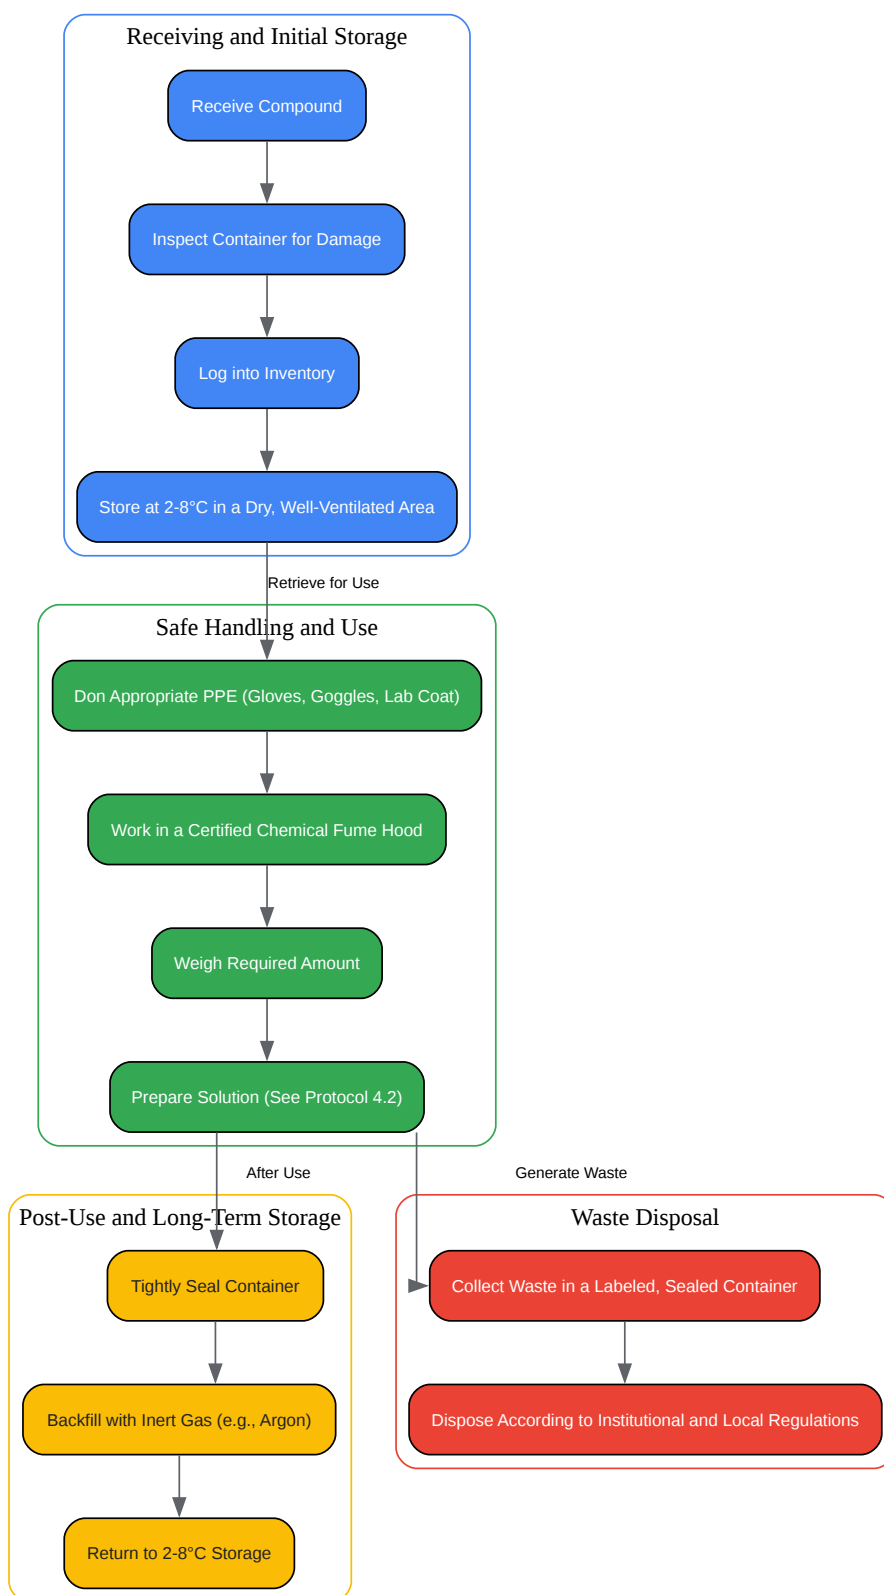 Receiving and Initial Storage
Receive Compound
Inspect Container for Damage
Log into Inventory
Store at 2-8°C in a Dry, Well-Ventilated Area
Retrieve for Use
Safe Handling and Use
Don Appropriate PPE (Gloves, Goggles, Lab Coat)
Work in a Certified Chemical Fume Hood
Weigh Required Amount
Prepare Solution (See Protocol 4.2)
After Use
Generate Waste
Post-Use and Long-Term Storage
Tightly Seal Container
Backfill with Inert Gas (e.g., Argon)
Return to 2-8°C Storage
Waste Disposal
Collect Waste in a Labeled, Sealed Container
Dispose According to Institutional and Local Regulations